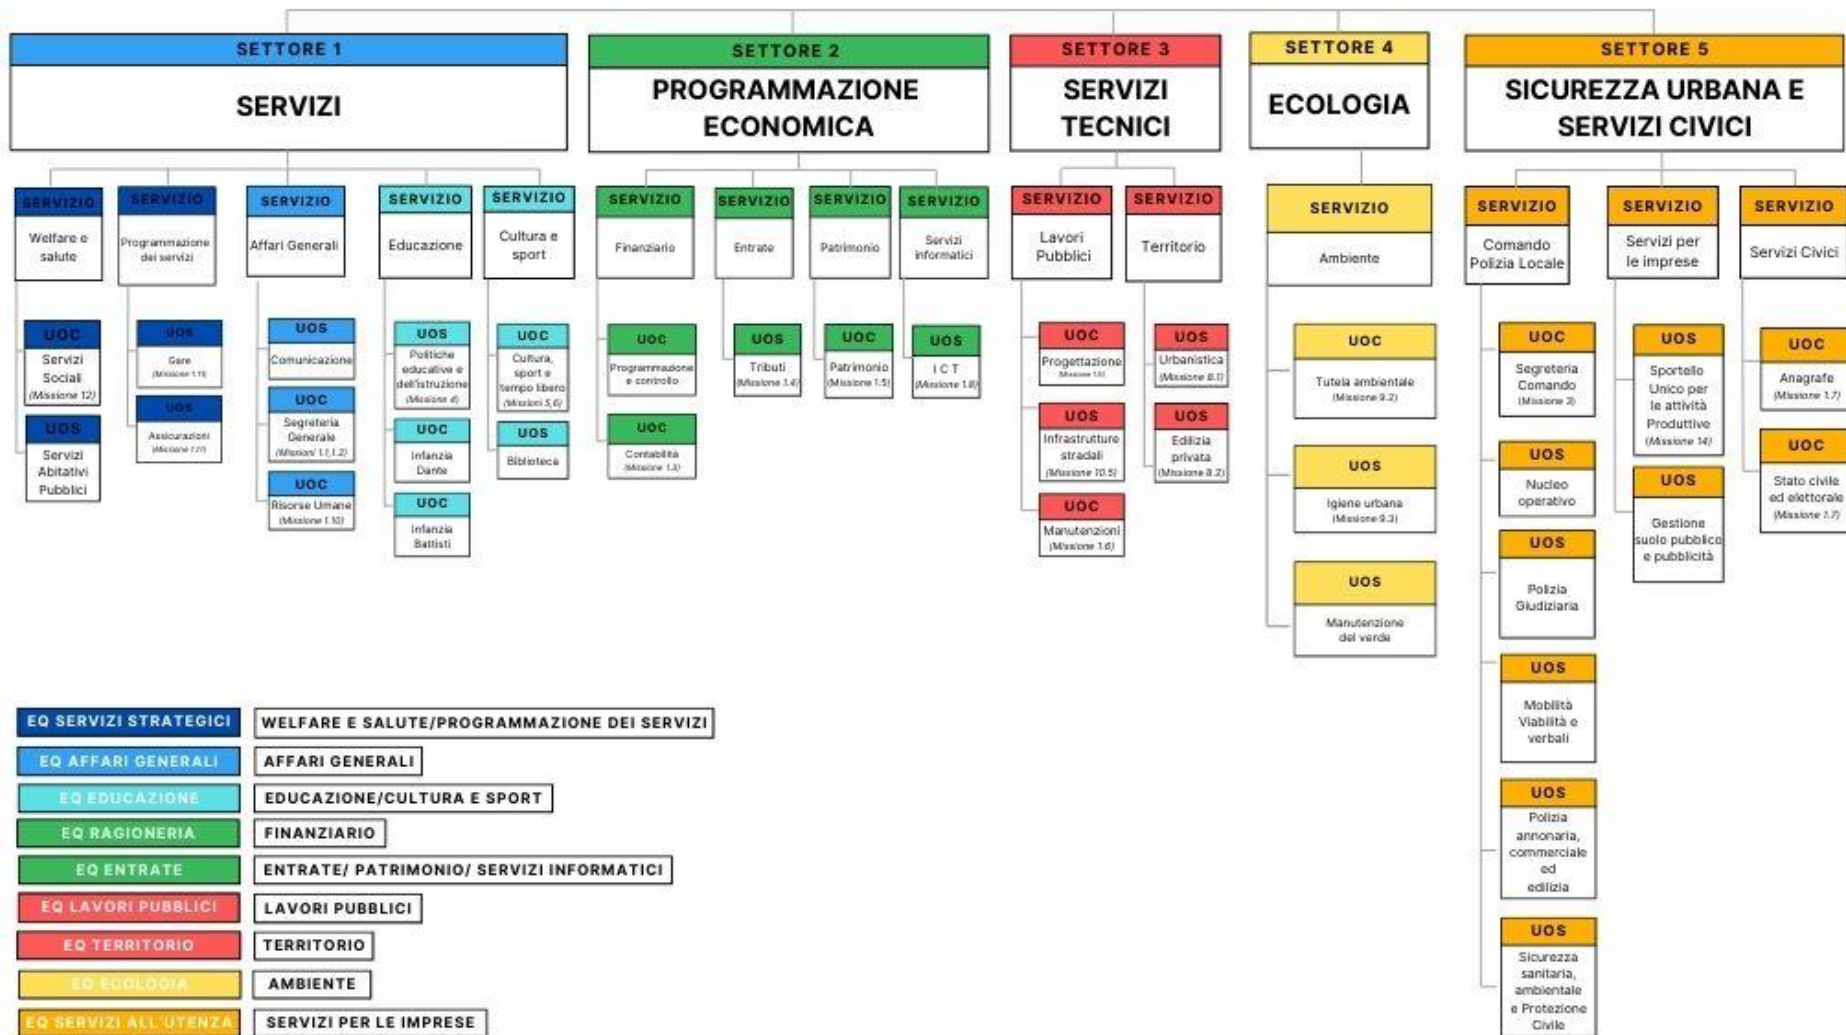 SETTORE 1
SERVIZI
SERVIZIO
Welfare e
salute
UOC
Servizi
Sociali
(Missione 12)
UOS
Servizi
Abitativi
Pubblici
SERVIZIO
Programmazione
dei servizi
UOS
Gare
(Missione 1.11)
UOS
Assicurazioni
(Missione 1.11)
SERVIZIO
Affari Generali
UOS
Comunicazione
UOC
Segreteria
Generale
(Missioni 1.1,1.2)
UOC
Risorse Umane
(Missione 1.10)
SERVIZIO
Educazione
UOS
Politiche
educative e
dell'istruzione
(Missione 4)
UOC
Infanzia
Dante
UOC
Infanzia
Battisti
SERVIZIO
Cultura e
sport
UOC
Cultura,
sport e
tempo libero
(Missioni 5,6)
UOS
Biblioteca
SETTORE 2
PROGRAMMAZIONE
ECONOMICA
SERVIZIO
Finanziario
UOC
Programmazione
e controllo
UOC
Contabilità
(Missione 1.3)
SERVIZIO
Entrate
UOS
Tributi
(Missione 1.4)
SERVIZIO
Patrimonio
UOC
Patrimonio
(Missione 1.5)
SERVIZIO
Servizi
informatici
UOS
I C T
(Missione 1.8)
SETTORE 3
SERVIZI
TECNICI
SERVIZIO
Lavori
Pubblici
UOC
Progettazione
(Missione 1.6)
UOS
Infrastrutture
stradali
(Missione 10.5)
UOC
Manutenzioni
(Missione 1.6)
SERVIZIO
Territorio
UOS
Urbanistica
(Missione 8.1)
UOS
Edilizia
privata
(Missione 8.2)
SETTORE 4
ECOLOGIA
SERVIZIO
Ambiente
UOC
Tutela ambientale
(Missione 9.2)
UOS
Igiene urbana
(Missione 9.3)
UOS
Manutenzione
del verde
SETTORE 5
SICUREZZA URBANA E
SERVIZI CIVICI
SERVIZIO
Comando
Polizia Locale
UOC
Segreteria
Comando
(Missione 3)
UOS
Nucleo
operativo
UOS
Polizia
Giudiziaria
UOS
Mobilità
Viabilità e
verbali
UOS
Polizia
annonaria,
commerciale
ed
edilizia
UOS
Sicurezza
sanitaria,
ambientale
e Protezione
Civile
SERVIZIO
Servizi per
le imprese
UOS
Sportello
Unico per
le attività
Produttive
(Missione 14)
UOS
Gestione
suolo pubblico
e pubblicità
SERVIZIO
Servizi Civici
UOC
Anagrafe
(Missione 1.7)
UOC
Stato civile
ed elettorale
(Missione 1.7)
EQ SERVIZI STRATEGICI WELFARE E SALUTE/PROGRAMMAZIONE DEI SERVIZI
EQ AFFARI GENERALI AFFARI GENERALI
EQ EDUCAZIONE EDUCAZIONE/CULTURA E SPORT
EQ RAGIONERIA FINANZIARIO
EQ ENTRATE ENTRATE/ PATRIMONIO/ SERVIZI INFORMATICI
EQ LAVORI PUBBLICI LAVORI PUBBLICI
EQ TERRITORIO TERRITORIO
EQ ECOLOGIA AMBIENTE
EQ SERVIZI ALL'UTENZA SERVIZI PER LE IMPRESE